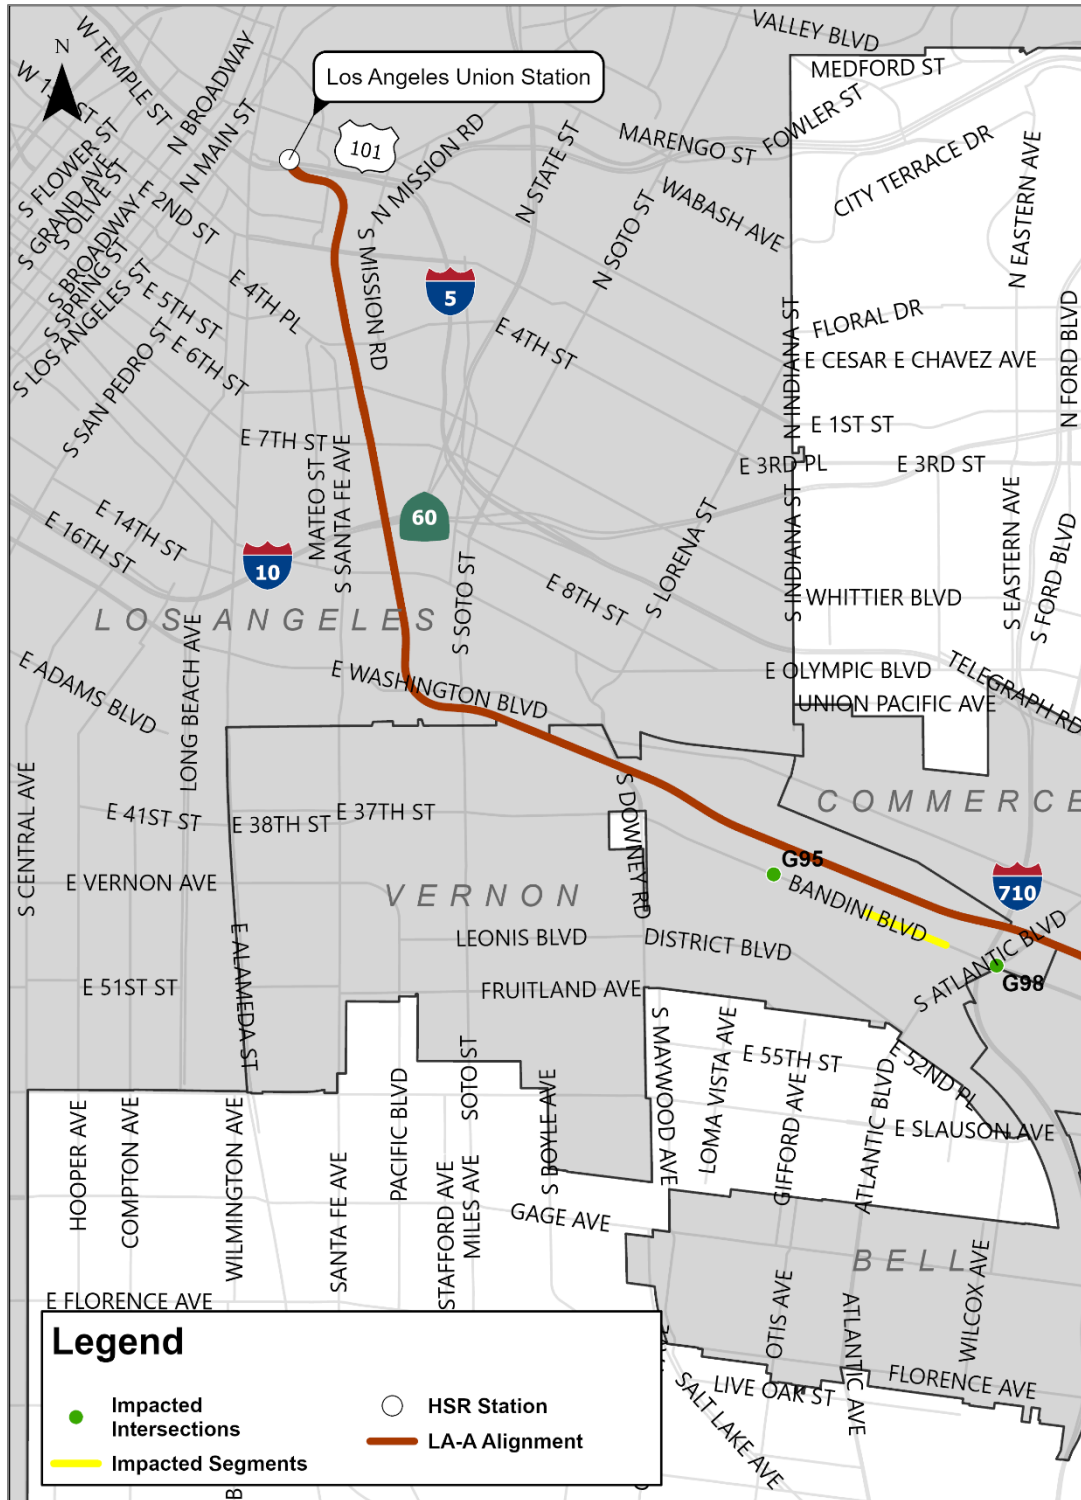 VALLEY BLVD
N
W TEMPLE ST
N BROADWAY
MEDFORD ST
Los Angeles Union Station
W 1ST ST
N MAIN ST
FOWLER ST
101
N MISSION RD
N STATE ST
MARENGO ST
CITY TERRACE DR
S FLOWER ST
S GRAND AVE
S OLIVE ST
E 2ND ST
WABASH AVE
N EASTERN AVE
S BROADWAY
S SPRING ST
S LOS ANGELES ST
S MISSION RD
N SOTO ST
E 4TH PL
E 5TH ST
5
FLORAL DR
N INDIANA ST
N FORD BLVD
E 6TH ST
E 4TH ST
E CESAR E CHAVEZ AVE
S SAN PEDRO ST
E 1ST ST
E 7TH ST
E 3RD PL
E 3RD ST
MATEO ST
S SANTA FE AVE
60
E 14TH ST
E 16TH ST
S LORENA ST
S INDIANA ST
S EASTERN AVE
S FORD BLVD
10
E 8TH ST
WHITTIER BLVD
LOS ANGELES
S SOTO ST
E ADAMS BLVD
LONG BEACH AVE
E WASHINGTON BLVD
E OLYMPIC BLVD
TELEGRAPH RD
UNION PACIFIC AVE
S CENTRAL AVE
E 41ST ST
E 38TH ST
E 37TH ST
S DOWNEY RD
COMMERCE
G95
E VERNON AVE
VERNON
BANDINI BLVD
710
E ALAMEDA ST
LEONIS BLVD
DISTRICT BLVD
S ATLANTIC BLVD
E 51ST ST
FRUITLAND AVE
G98
S MAYWOOD AVE
LOMA VISTA AVE
E 55TH ST
E 52ND PL
SOTO ST
PACIFIC BLVD
S BOYLE AVE
GIFFORD AVE
ATLANTIC BLVD
E SLAUSON AVE
HOOPER AVE
COMPTON AVE
WILMINGTON AVE
SANTA FE AVE
STAFFORD AVE
MILES AVE
GAGE AVE
BELL
E FLORENCE AVE
OTIS AVE
ATLANTIC AVE
WILCOX AVE
FLORENCE AVE
LIVE OAK ST
SALT LAKE AVE
Legend
Impacted
Intersections
HSR Station
LA-A Alignment
Impacted Segments
B